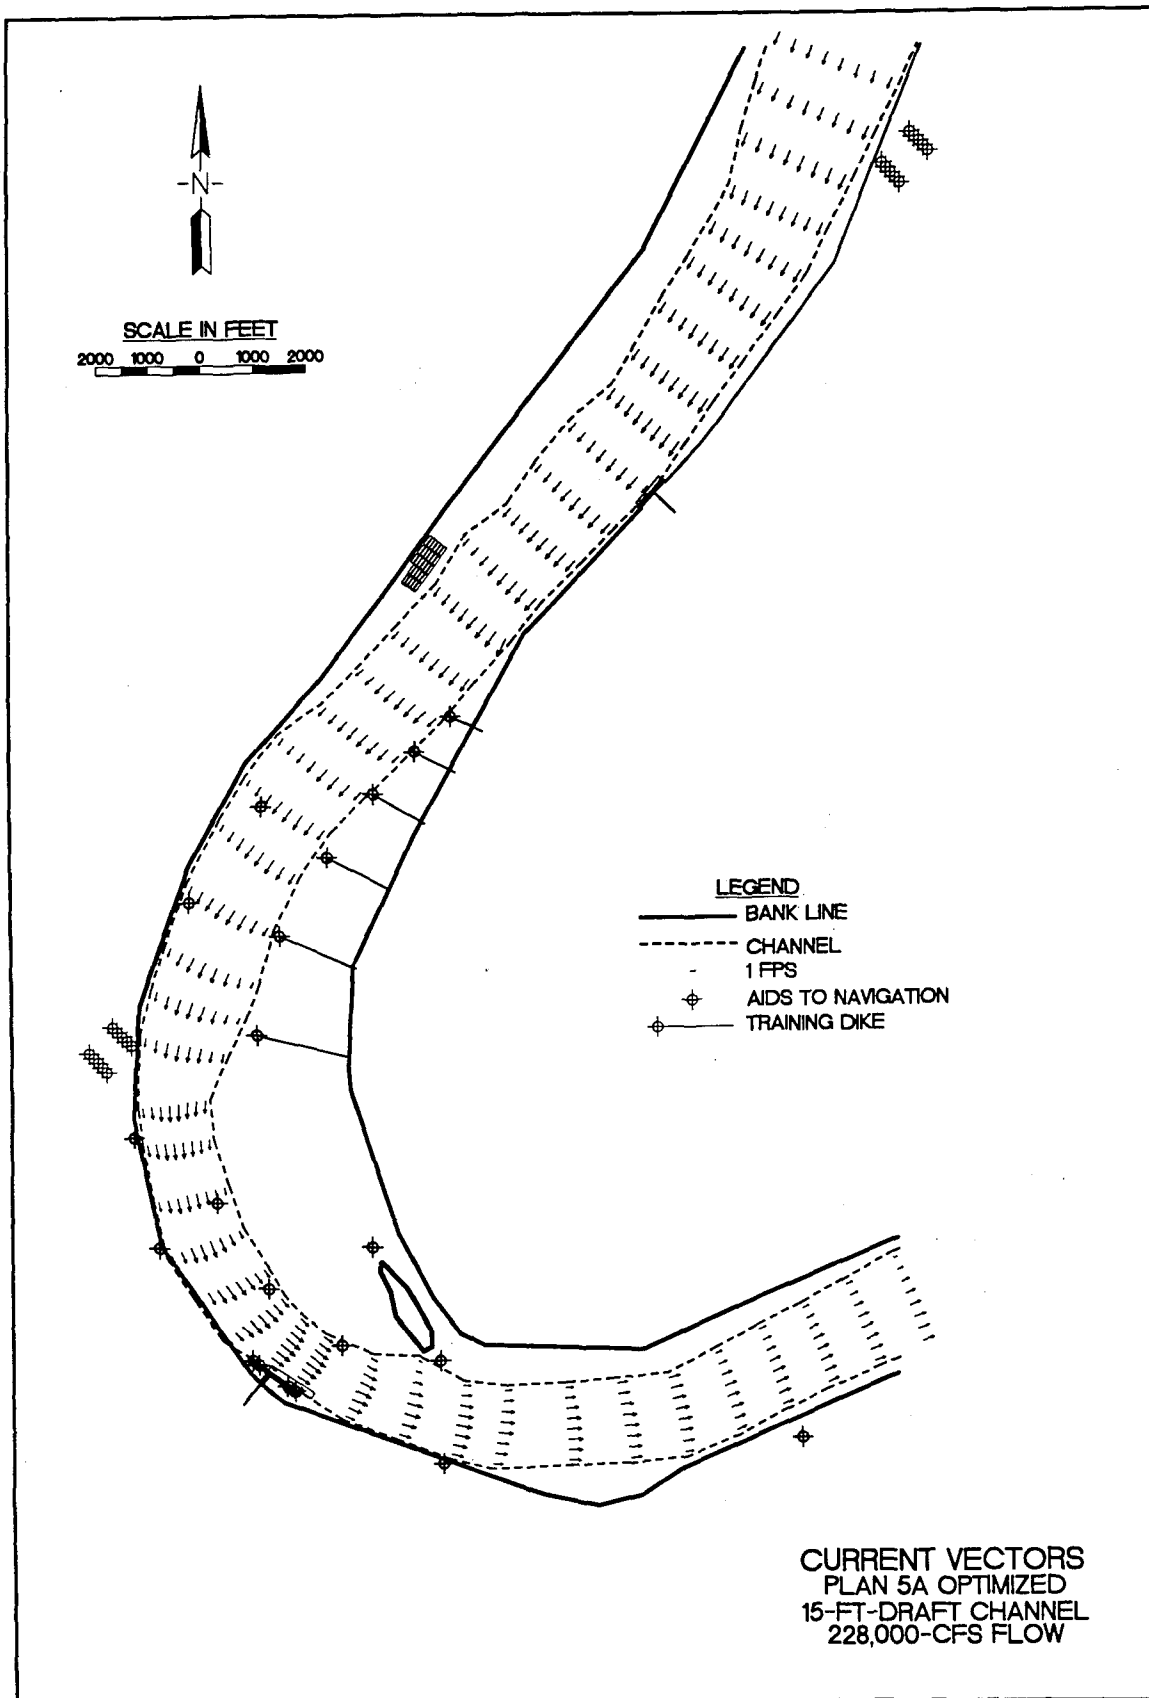 -N-
SCALE IN FEET
2000 1000 0 1000 2000
LEGEND
BANK LINE
CHANNEL
1 FPS
AIDS TO NAVIGATION
TRAINING DIKE
CURRENT VECTORS
PLAN 5A OPTIMIZED
15-FT-DRAFT CHANNEL
228,000-CFS FLOW